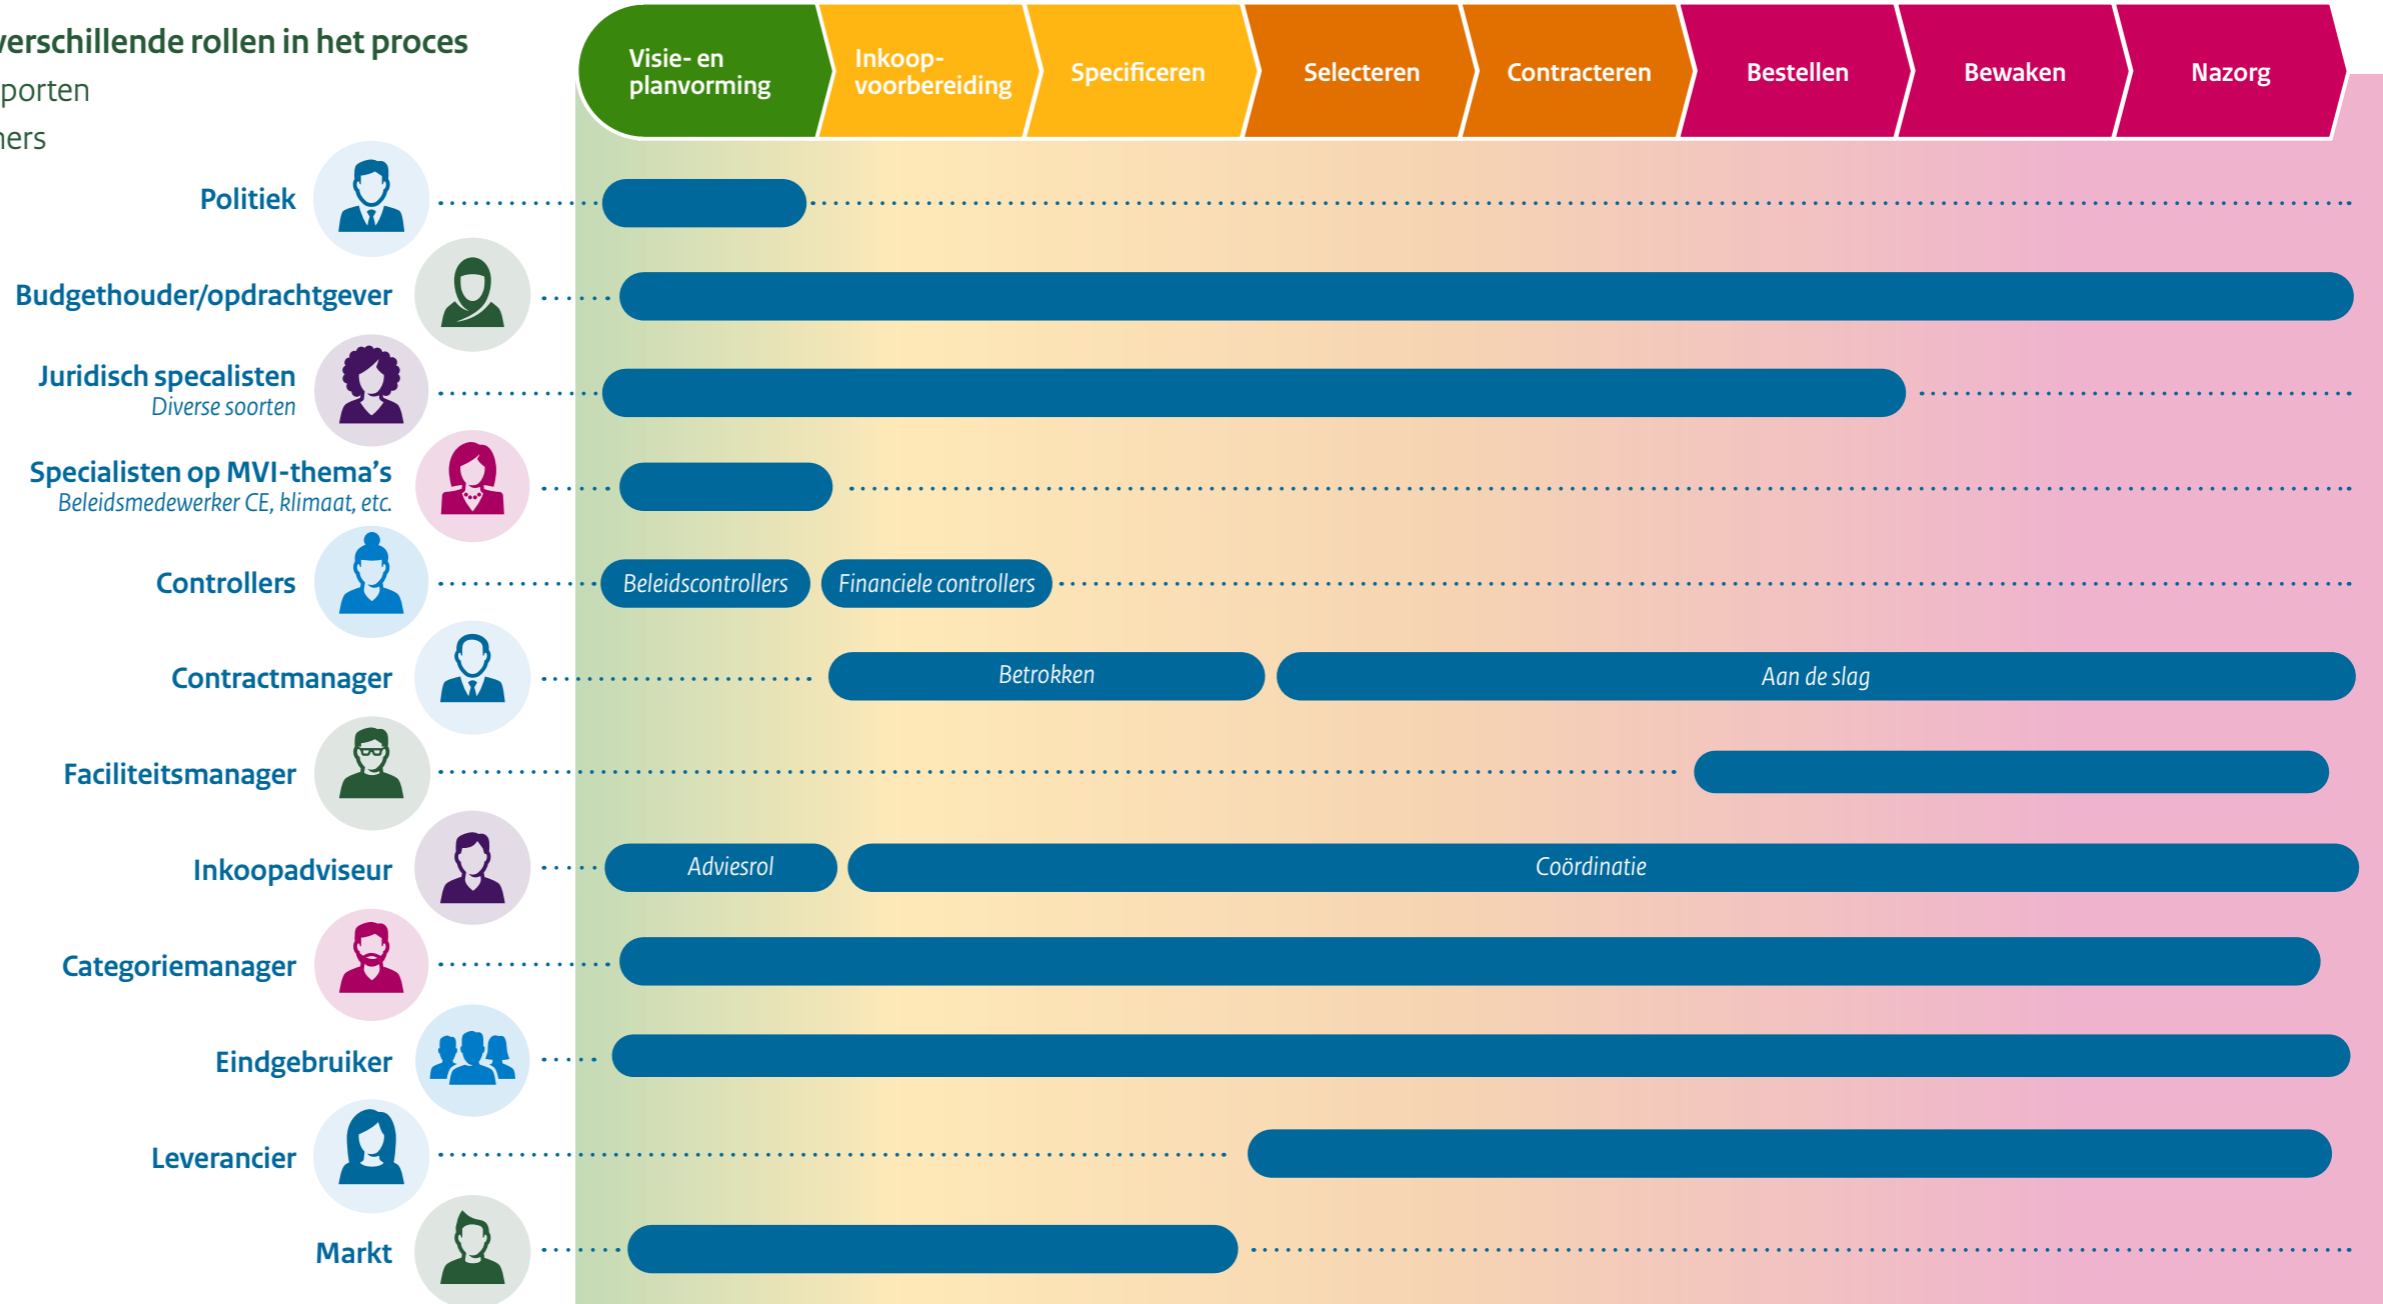 verschillende rollen in het proces
porten
ners
Visie- en
planvorming
Inkoop-
voorbereiding
Specificeren
Selecteren
Contracteren
Bestellen
Bewaken
Nazorg
Politiek
Budgethouder/opdrachtgever
Juridisch specalisten
Diverse soorten
Specialisten op MVI-thema’s
Beleidsmedewerker CE, klimaat, etc.
Controllers
Beleidscontrollers
Financiele controllers
Contractmanager
Betrokken
Aan de slag
Faciliteitsmanager
Inkoopadviseur
Adviesrol
Coördinatie
Categoriemanager
Eindgebruiker
Leverancier
Markt